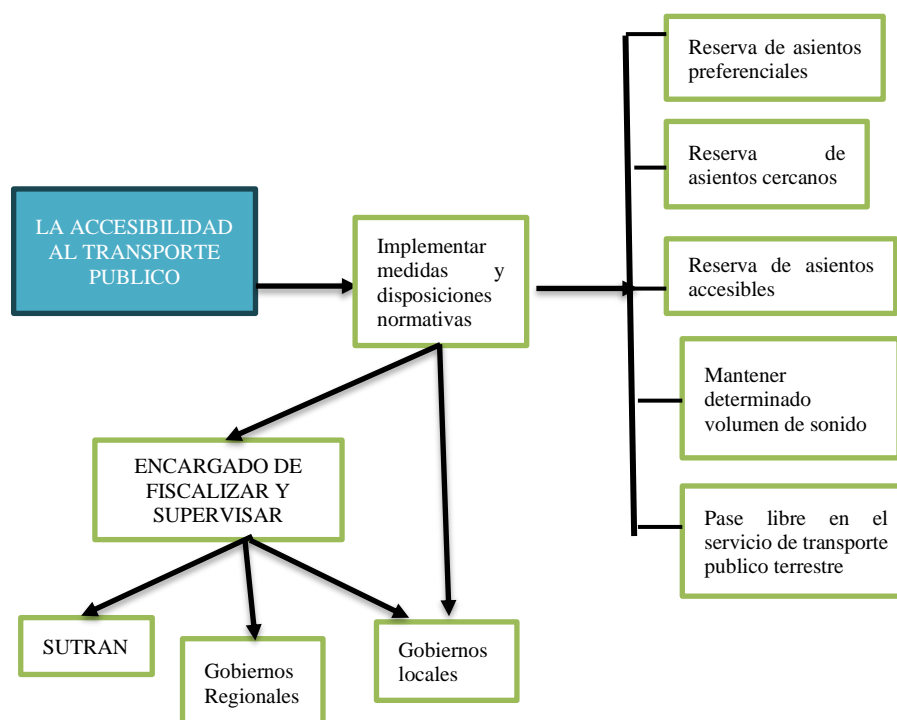 LA ACCESIBILIDAD
AL TRANSPORTE
PUBLICO
Implementar
medidas y
disposiciones
normativas
Reserva de asientos
preferenciales
Reserva de
asientos cercanos
Reserva de asientos
accesibles
Mantener
determinado
volumen de sonido
Pase libre en el
servicio de transporte
publico terrestre
ENCARGADO DE
FISCALIZAR Y
SUPERVISAR
SUTRAN
Gobiernos
Regionales
Gobiernos
locales